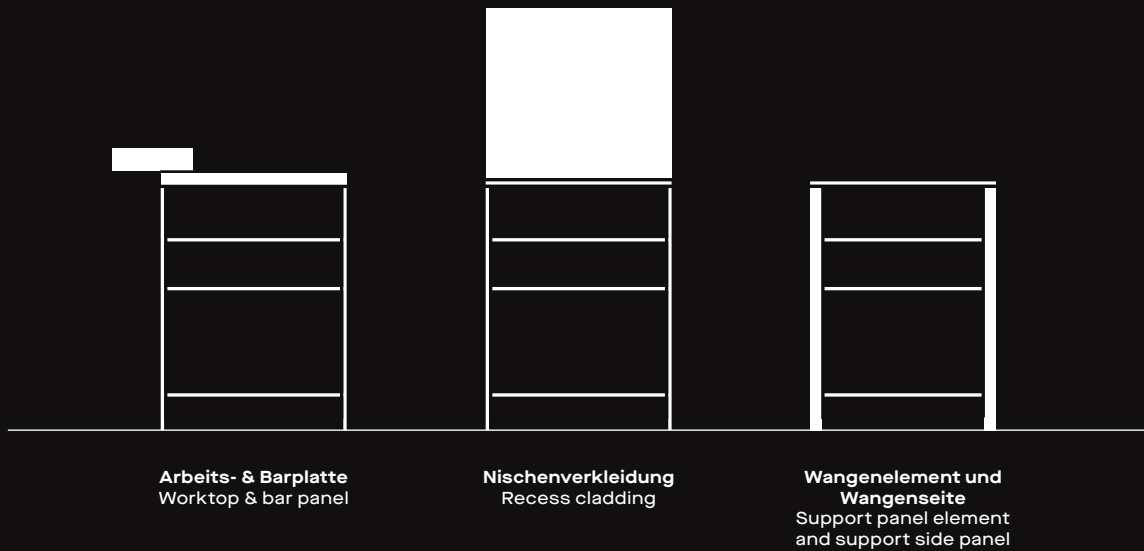 Arbeits- & Barplatte
Worktop & bar panel
Nischenverkleidung
Recess cladding
Wangenelement und
Wangenseite
Support panel element
and support side panel